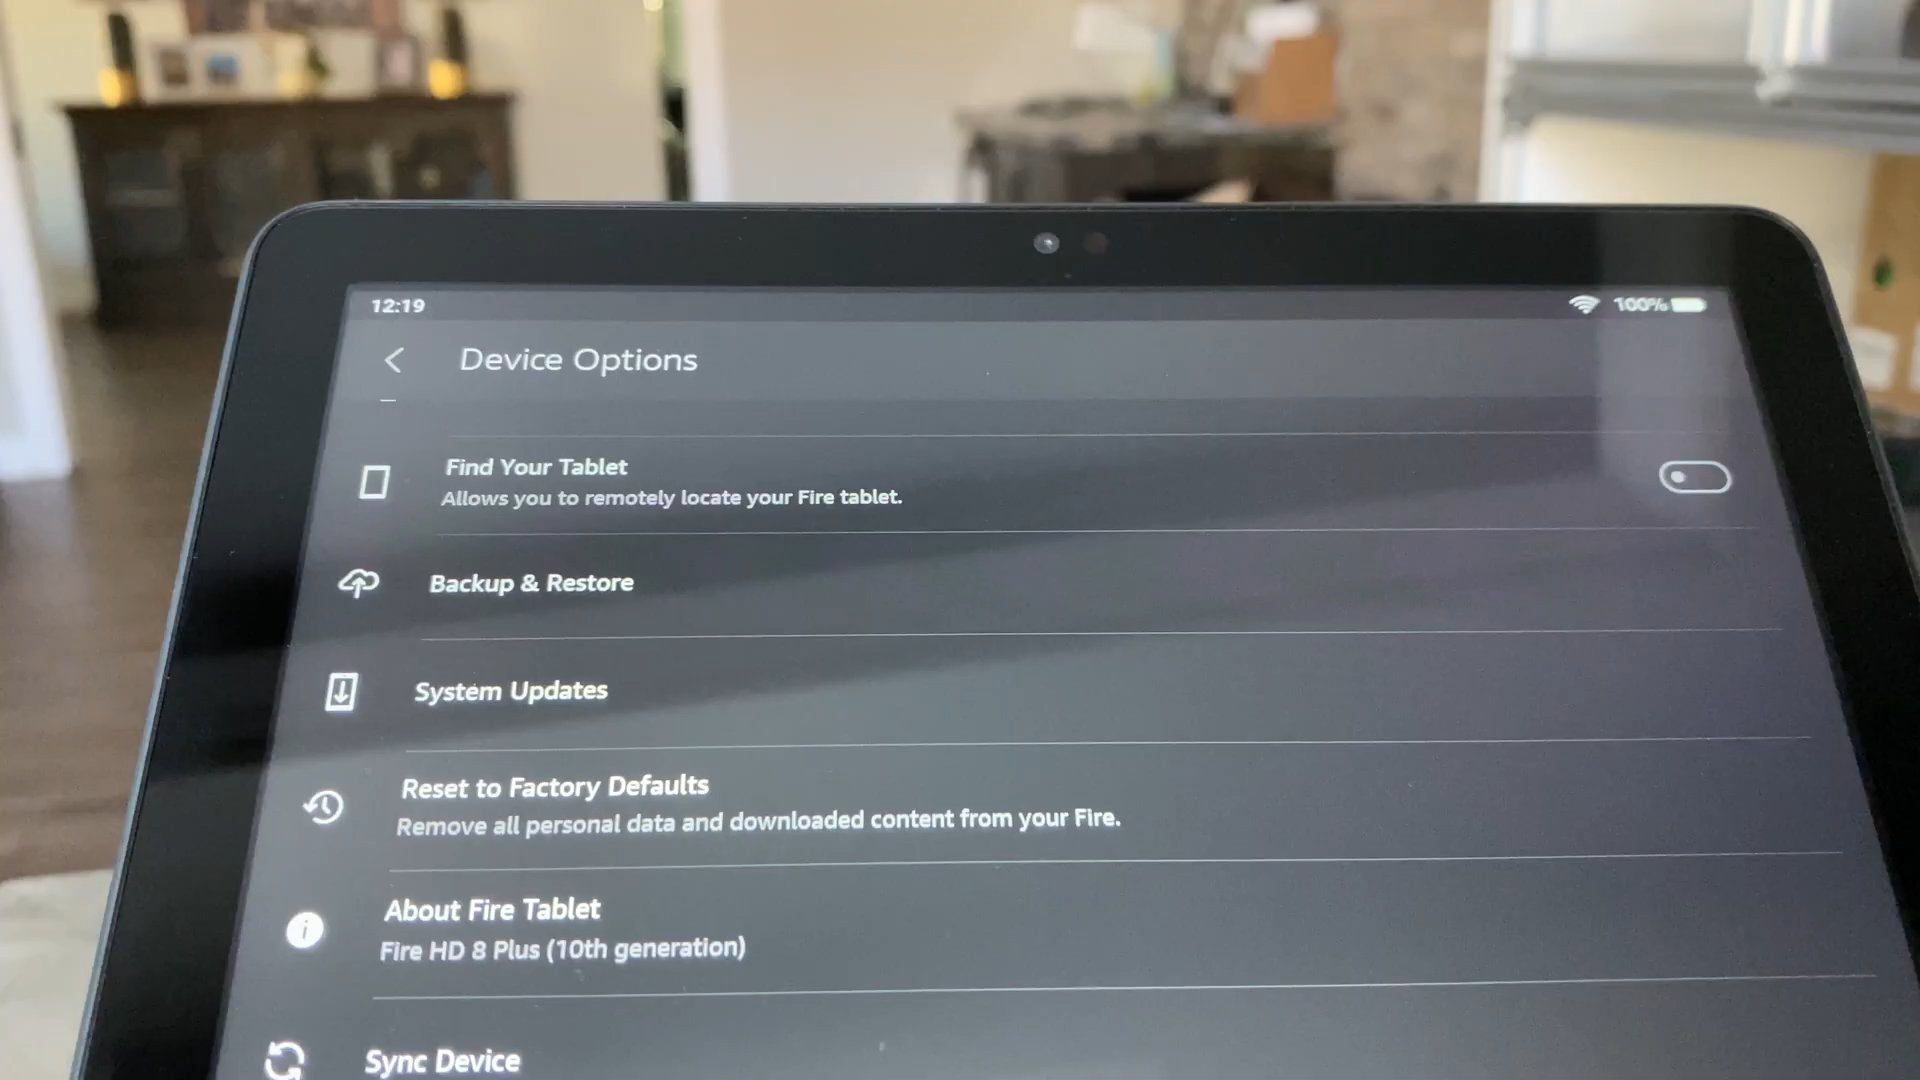 12:19
100%
Device Options
Find Your Tablet
Allows you to remotely locate your Fire tablet.
Backup & Restore
System Updates
Reset to Factory Defaults
Remove all personal data and downloaded content from your Fire.
About Fire Tablet
Fire HD 8 Plus (10th generation)
Sync Device